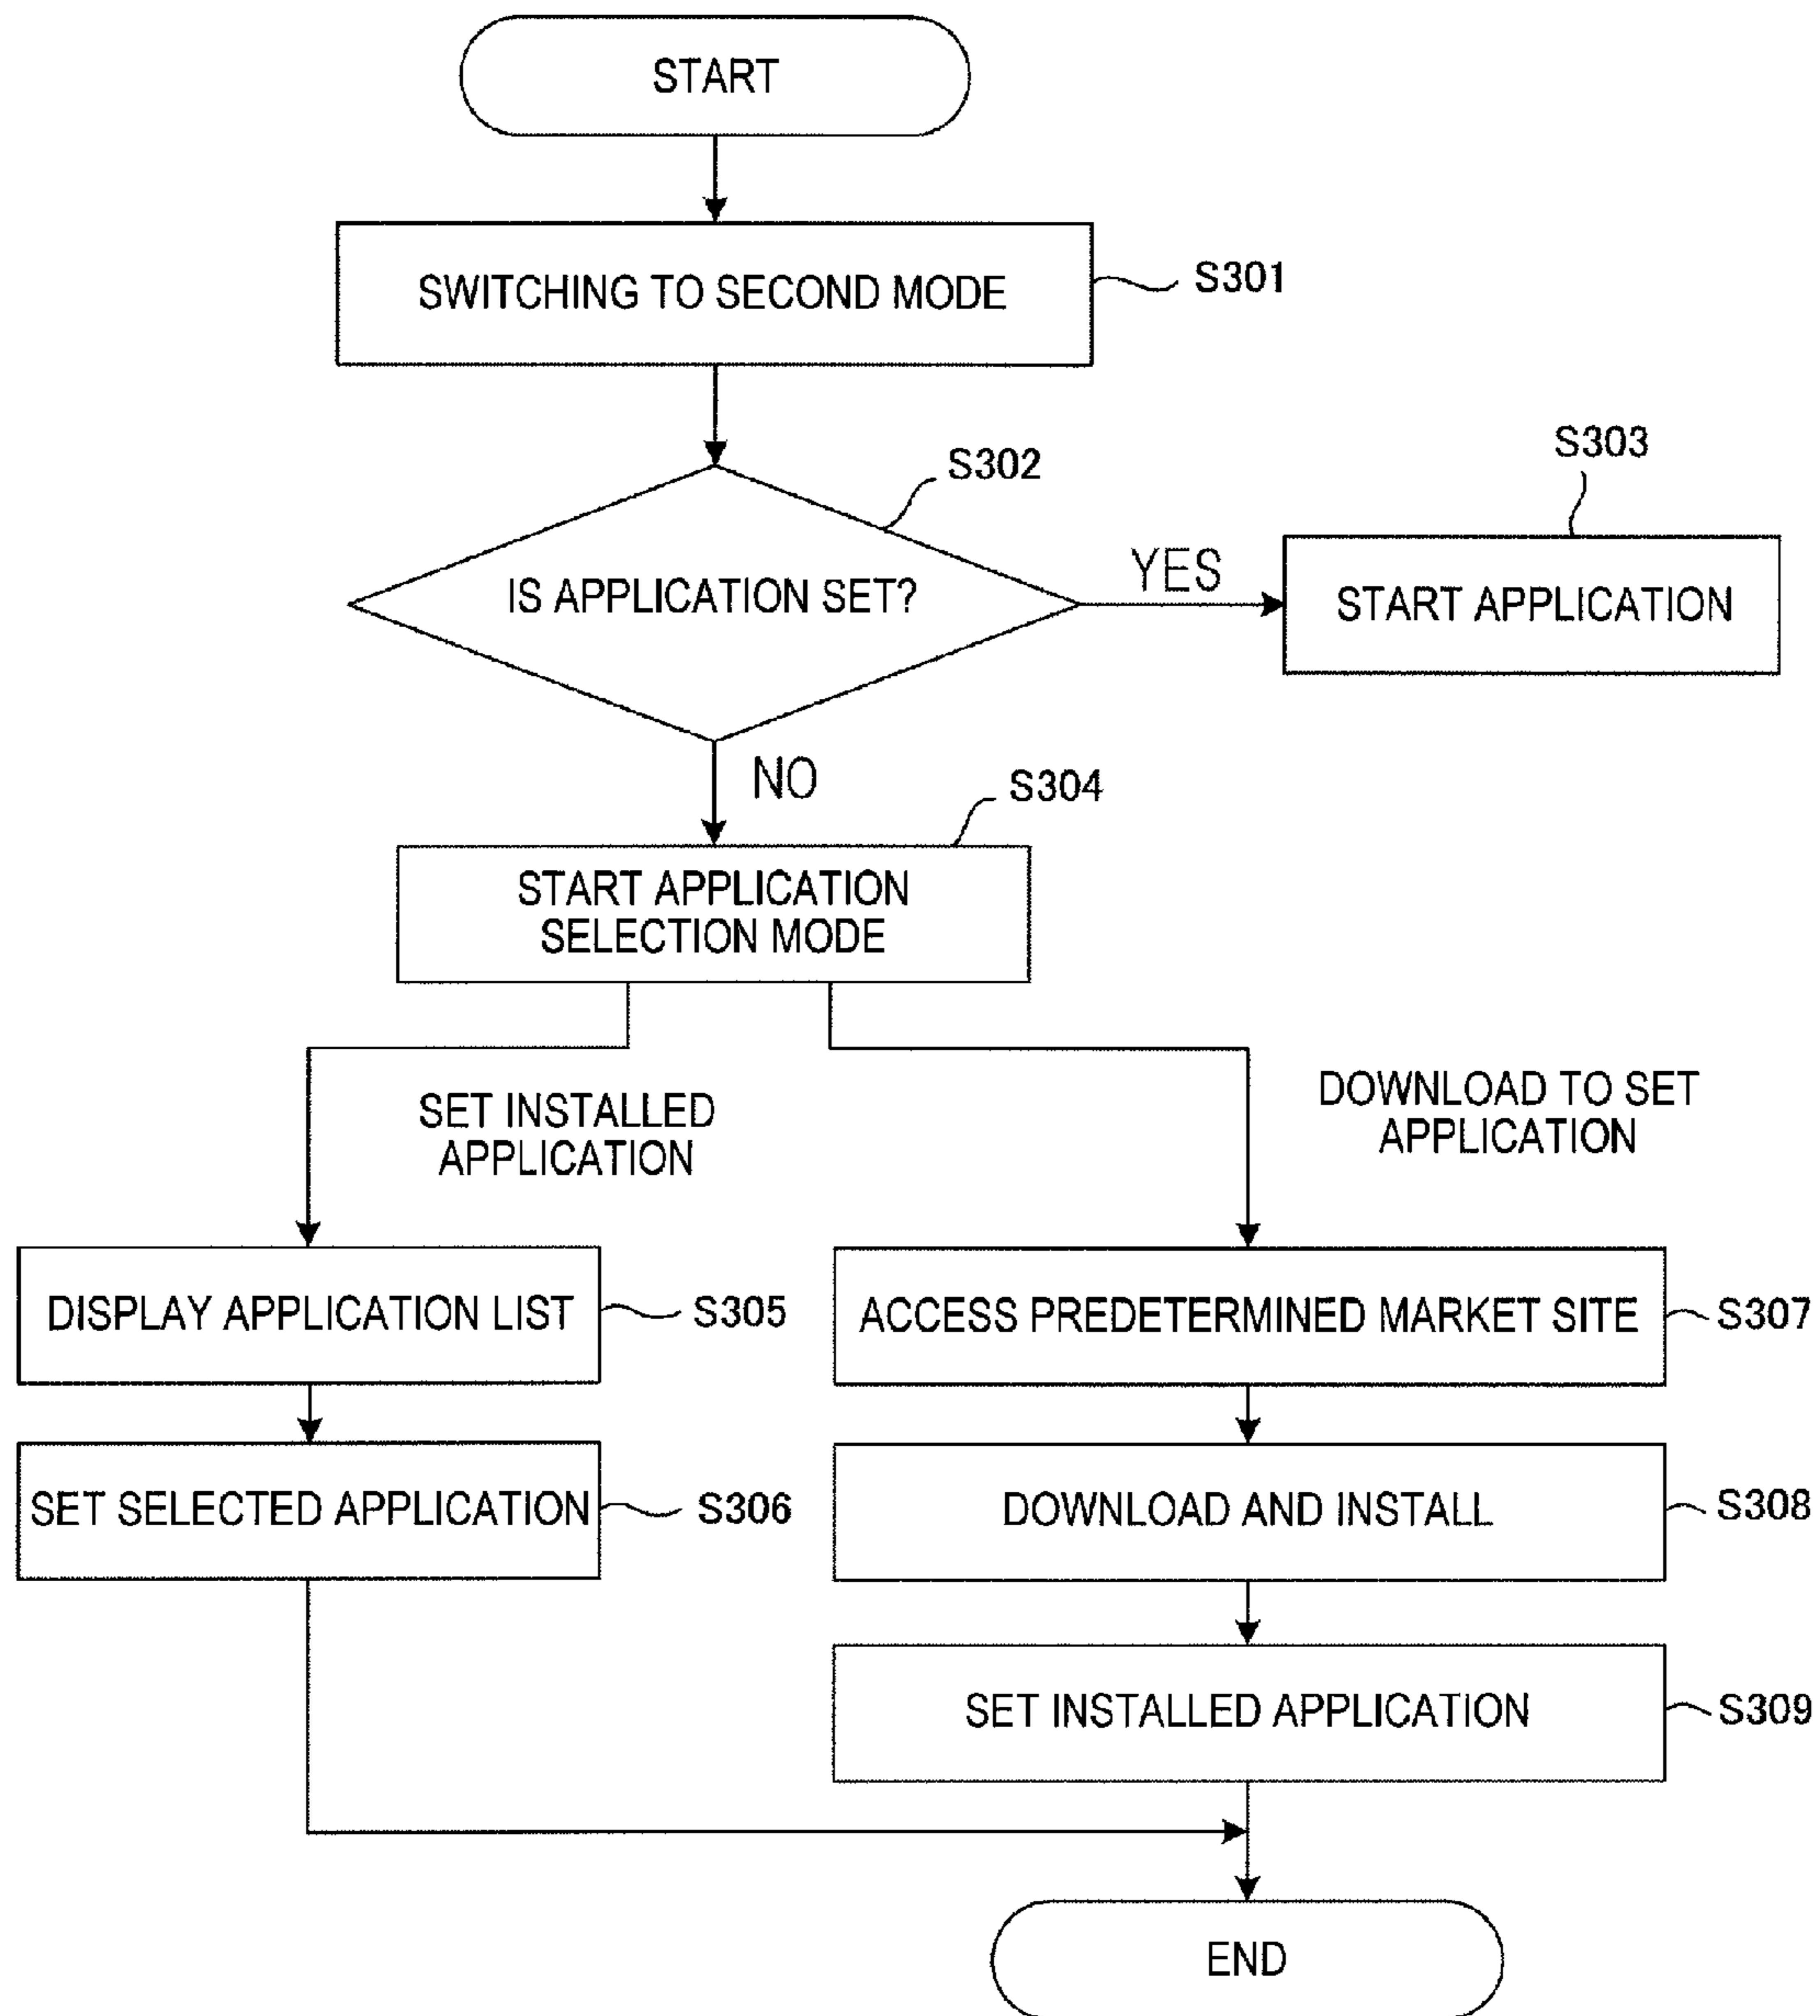 START
SWITCHING TO SECOND MODE
S301
S302
S303
IS APPLICATION SET?
YES
START APPLICATION
NO
S304
START APPLICATION
SELECTION MODE
SET INSTALLED
APPLICATION
DOWNLOAD TO SET
APPLICATION
DISPLAY APPLICATION LIST
S305
ACCESS PREDETERMINED MARKET SITE
S307
SET SELECTED APPLICATION
S306
DOWNLOAD AND INSTALL
S308
SET INSTALLED APPLICATION
S309
END